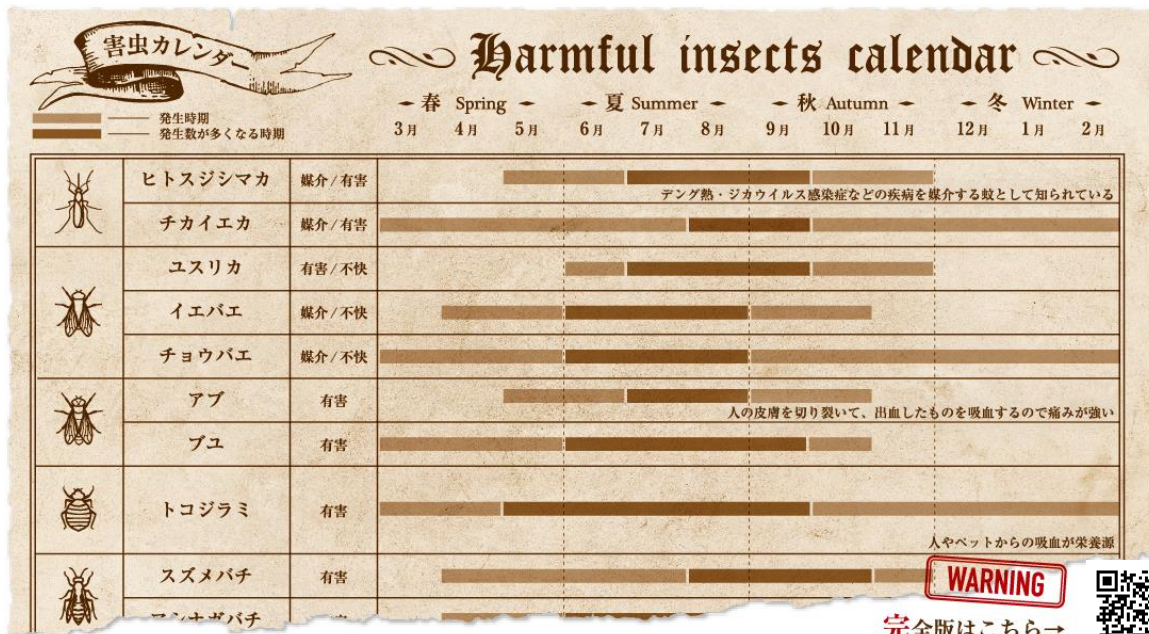 害虫カレンダー
Harmful insects calendar
発生時期
発生数が多くなる時期
春 Spring 夏 Summer 秋 Autumn 冬 Winter
3月 4月 5月 6月 7月 8月 9月 10月 11月 12月 1月 2月
ヒトスジシマカ 媒介/有害
デング熱・ジカウイルス感染症などの疾病を媒介する蚊として知られている
チカイエカ 媒介/有害
ユスリカ 有害/不快
イエバエ 媒介/不快
チョウバエ 媒介/不快
アブ 有害
人の皮膚を切り裂いて、出血したものを吸血するので痛みが強い
ブユ 有害
トコジラミ 有害
人やペットからの吸血が栄養源
スズメバチ 有害
WARNING
完全版はこちら→